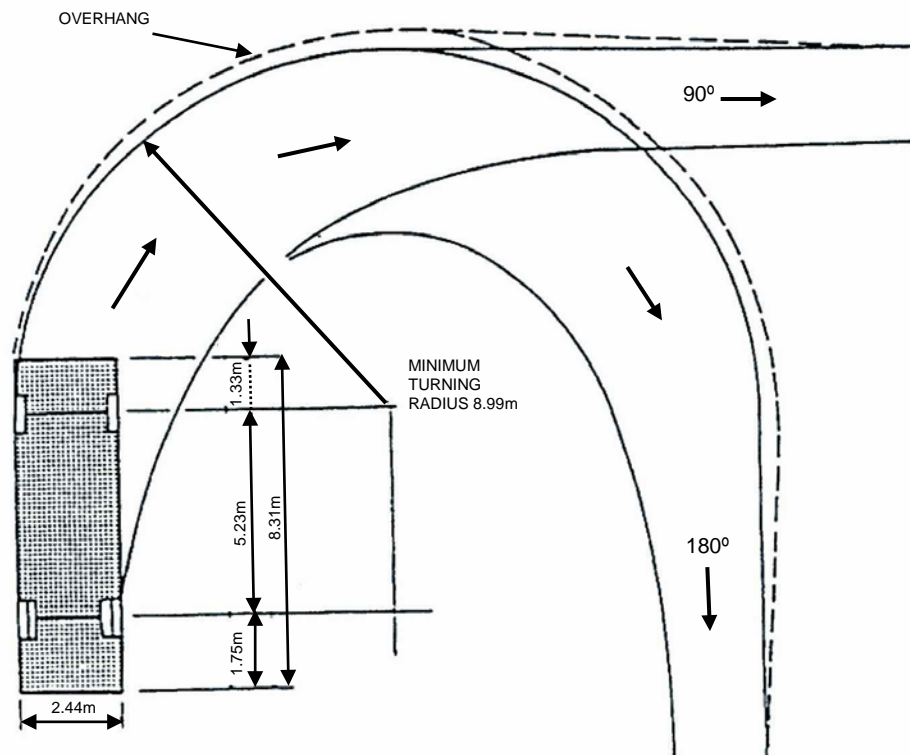 OVERHANG
90º
MINIMUM
TURNING
RADIUS 8.99m
1.33m
5.23m
8.31m
180º
1.75m
2.44m